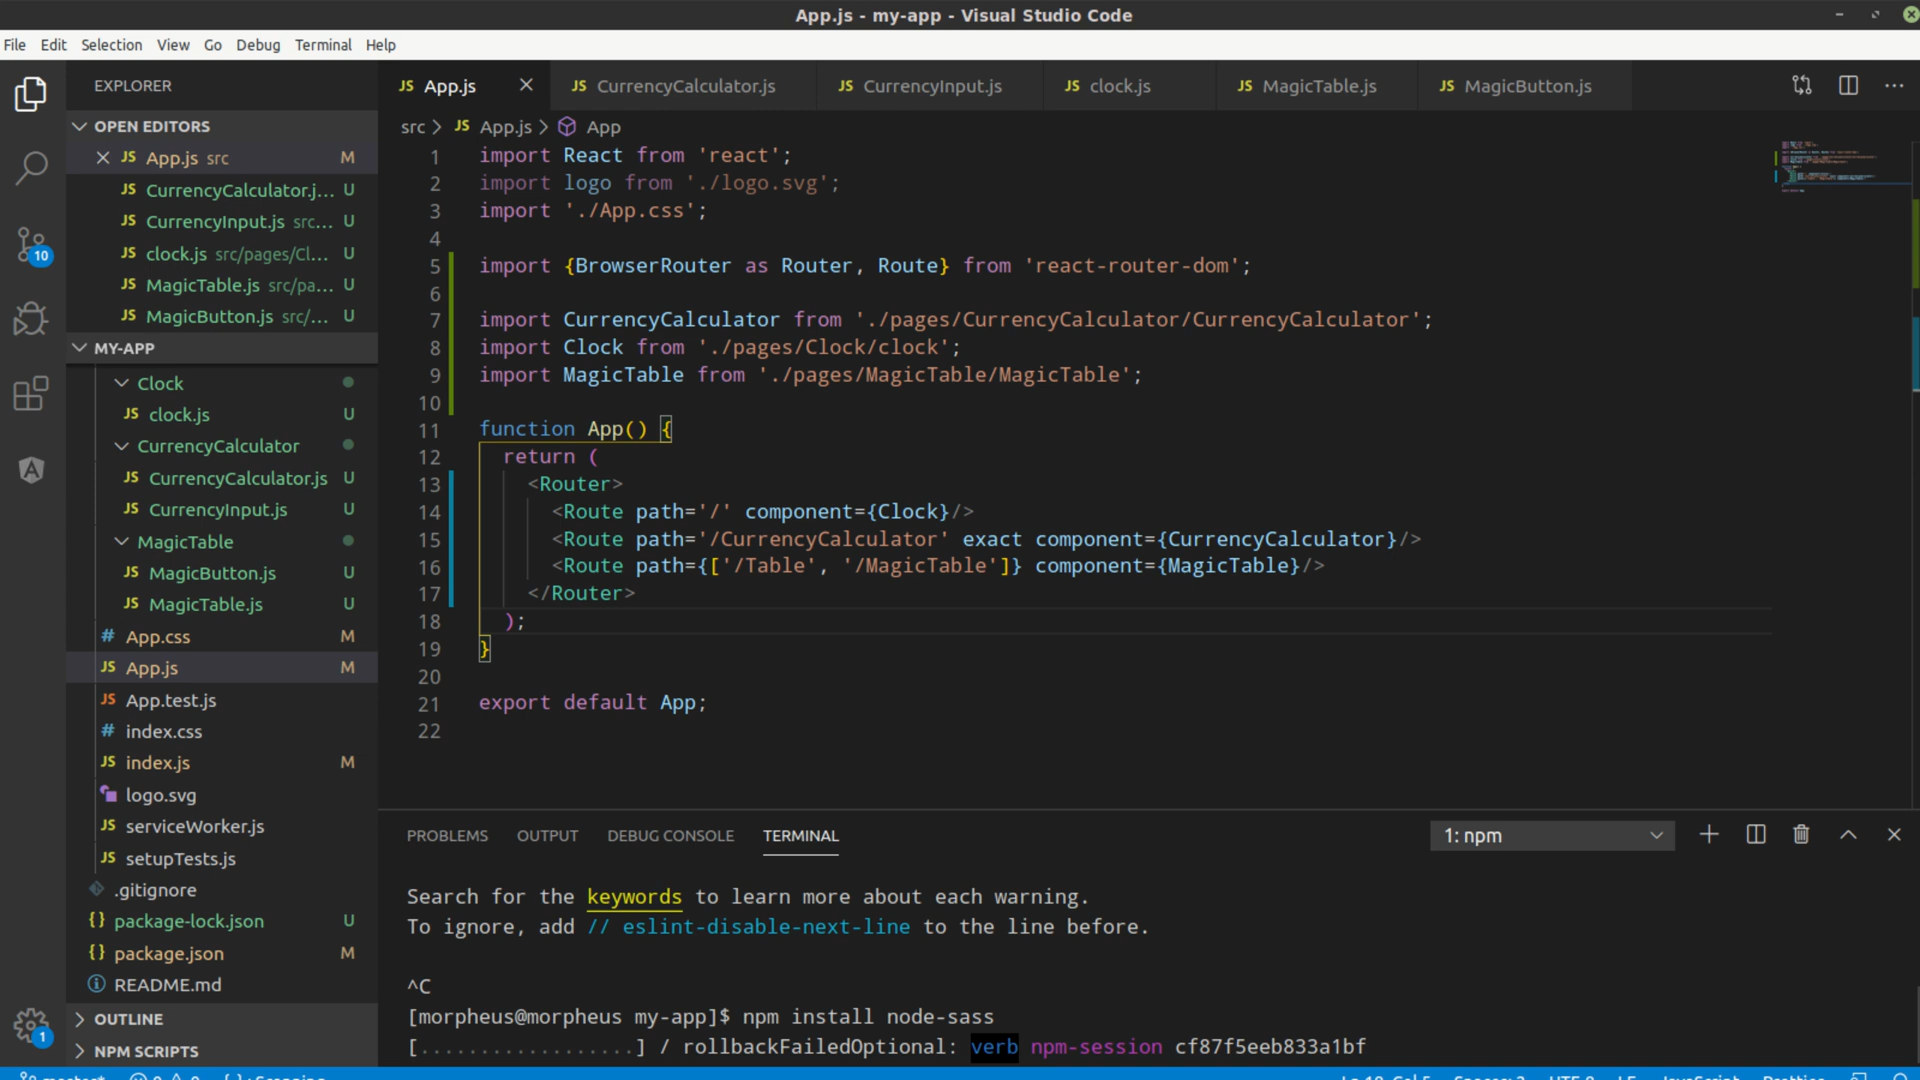 App.js - my-app - Visual Studio Code
File Edit Selection View Go Debug Terminal Help
EXPLORER
OPEN EDITORS
JS App.js src M
JS CurrencyCalculator.j... U
JS CurrencyInput.js src... U
JS clock.js src/pages/Cl... U
JS MagicTable.js src/pa... U
JS MagicButton.js src/... U
MY-APP
Clock
JS clock.js U
CurrencyCalculator
JS CurrencyCalculator.js U
JS CurrencyInput.js U
MagicTable
JS MagicButton.js U
JS MagicTable.js U
# App.css M
JS App.js M
JS App.test.js
# index.css
JS index.js M
logo.svg
JS serviceWorker.js
JS setupTests.js
.gitignore
{} package-lock.json U
{} package.json M
README.md
OUTLINE
NPM SCRIPTS
10
1
JS App.js JS CurrencyCalculator.js JS CurrencyInput.js JS clock.js JS MagicTable.js JS MagicButton.js
src > JS App.js > App
1 import React from 'react';
2 import logo from './logo.svg';
3 import './App.css';
4
5 import {BrowserRouter as Router, Route} from 'react-router-dom';
6
7 import CurrencyCalculator from './pages/CurrencyCalculator/CurrencyCalculator';
8 import Clock from './pages/Clock/clock';
9 import MagicTable from './pages/MagicTable/MagicTable';
10
11 function App() {
12 return (
13 <Router>
14 <Route path='/' component={Clock}/>
15 <Route path='/CurrencyCalculator' exact component={CurrencyCalculator}/>
16 <Route path={['/Table', '/MagicTable']} component={MagicTable}/>
17 </Router>
18 );
19 }
20
21 export default App;
22
PROBLEMS OUTPUT DEBUG CONSOLE TERMINAL
1: npm
Search for the keywords to learn more about each warning.
To ignore, add // eslint-disable-next-line to the line before.
^C
[morpheus@morpheus my-app]$ npm install node-sass
[..................] / rollbackFailedOptional: verb npm-session cf87f5eeb833a1bf